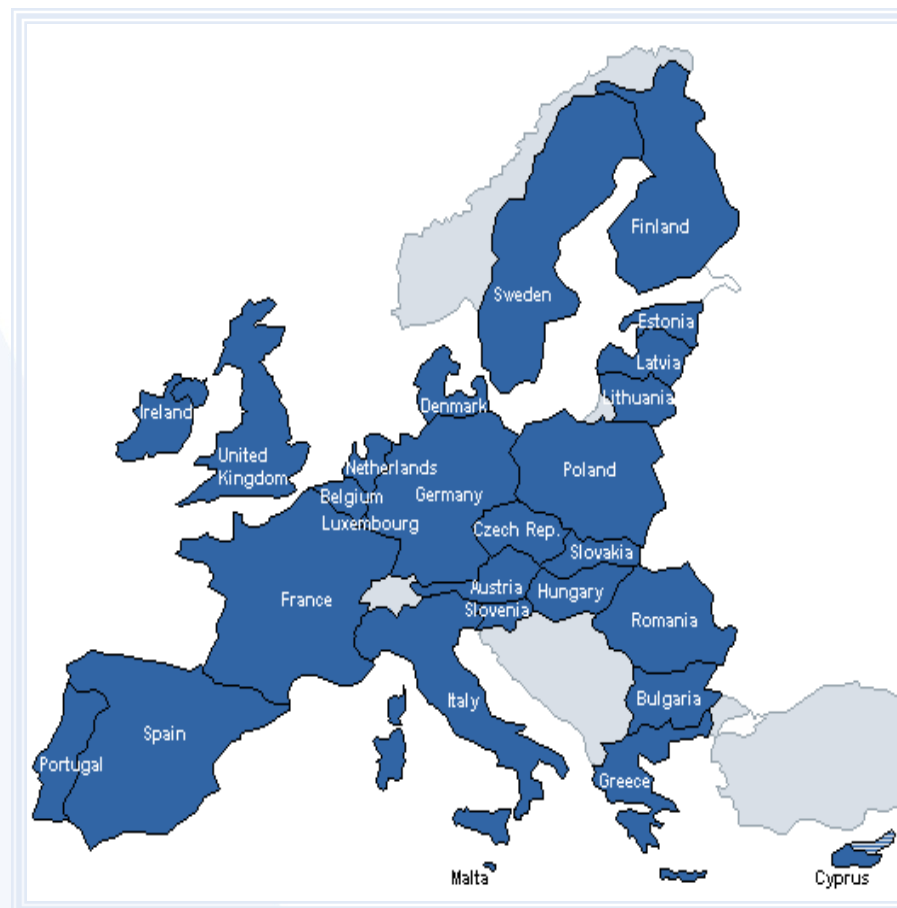 Finland
Sweden
Estonia
Latvia
Lithuania
Denmark
Ireland
United
Kingdom
Netherlands
Belgium
Germany
Poland
Luxembourg
Czech Rep.
Slovakia
Austria
Hungary
France
Slovenia
Romania
Italy
Bulgaria
Spain
Portugal
Greece
Malta
Cyprus